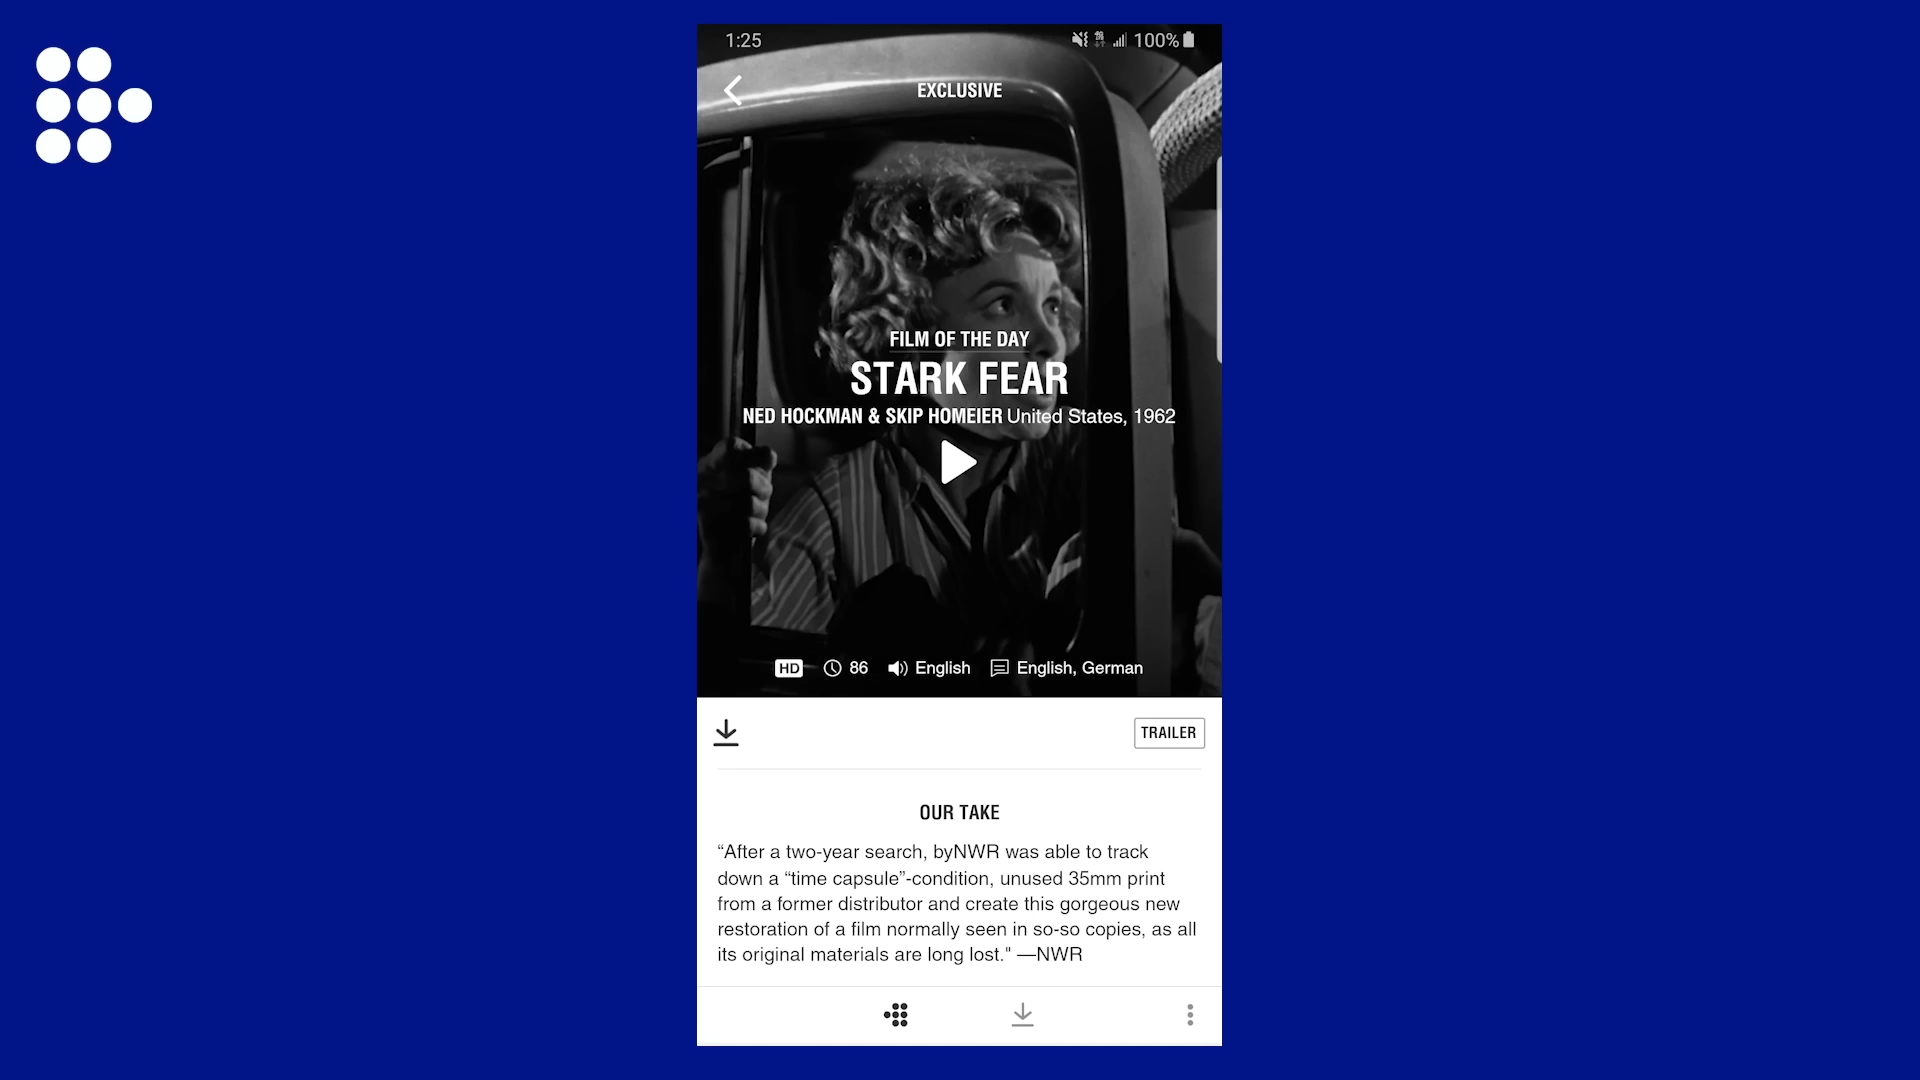 1:25
100%
EXCLUSIVE
FILM OF THE DAY
STARK FEAR
NED HOCKMAN & SKIP HOMEIER United States, 1962
HD 86 English English, German
TRAILER
OUR TAKE
“After a two-year search, byNWR was able to track
down a “time capsule”-condition, unused 35mm print
from a former distributor and create this gorgeous new
restoration of a film normally seen in so-so copies, as all
its original materials are long lost." —NWR